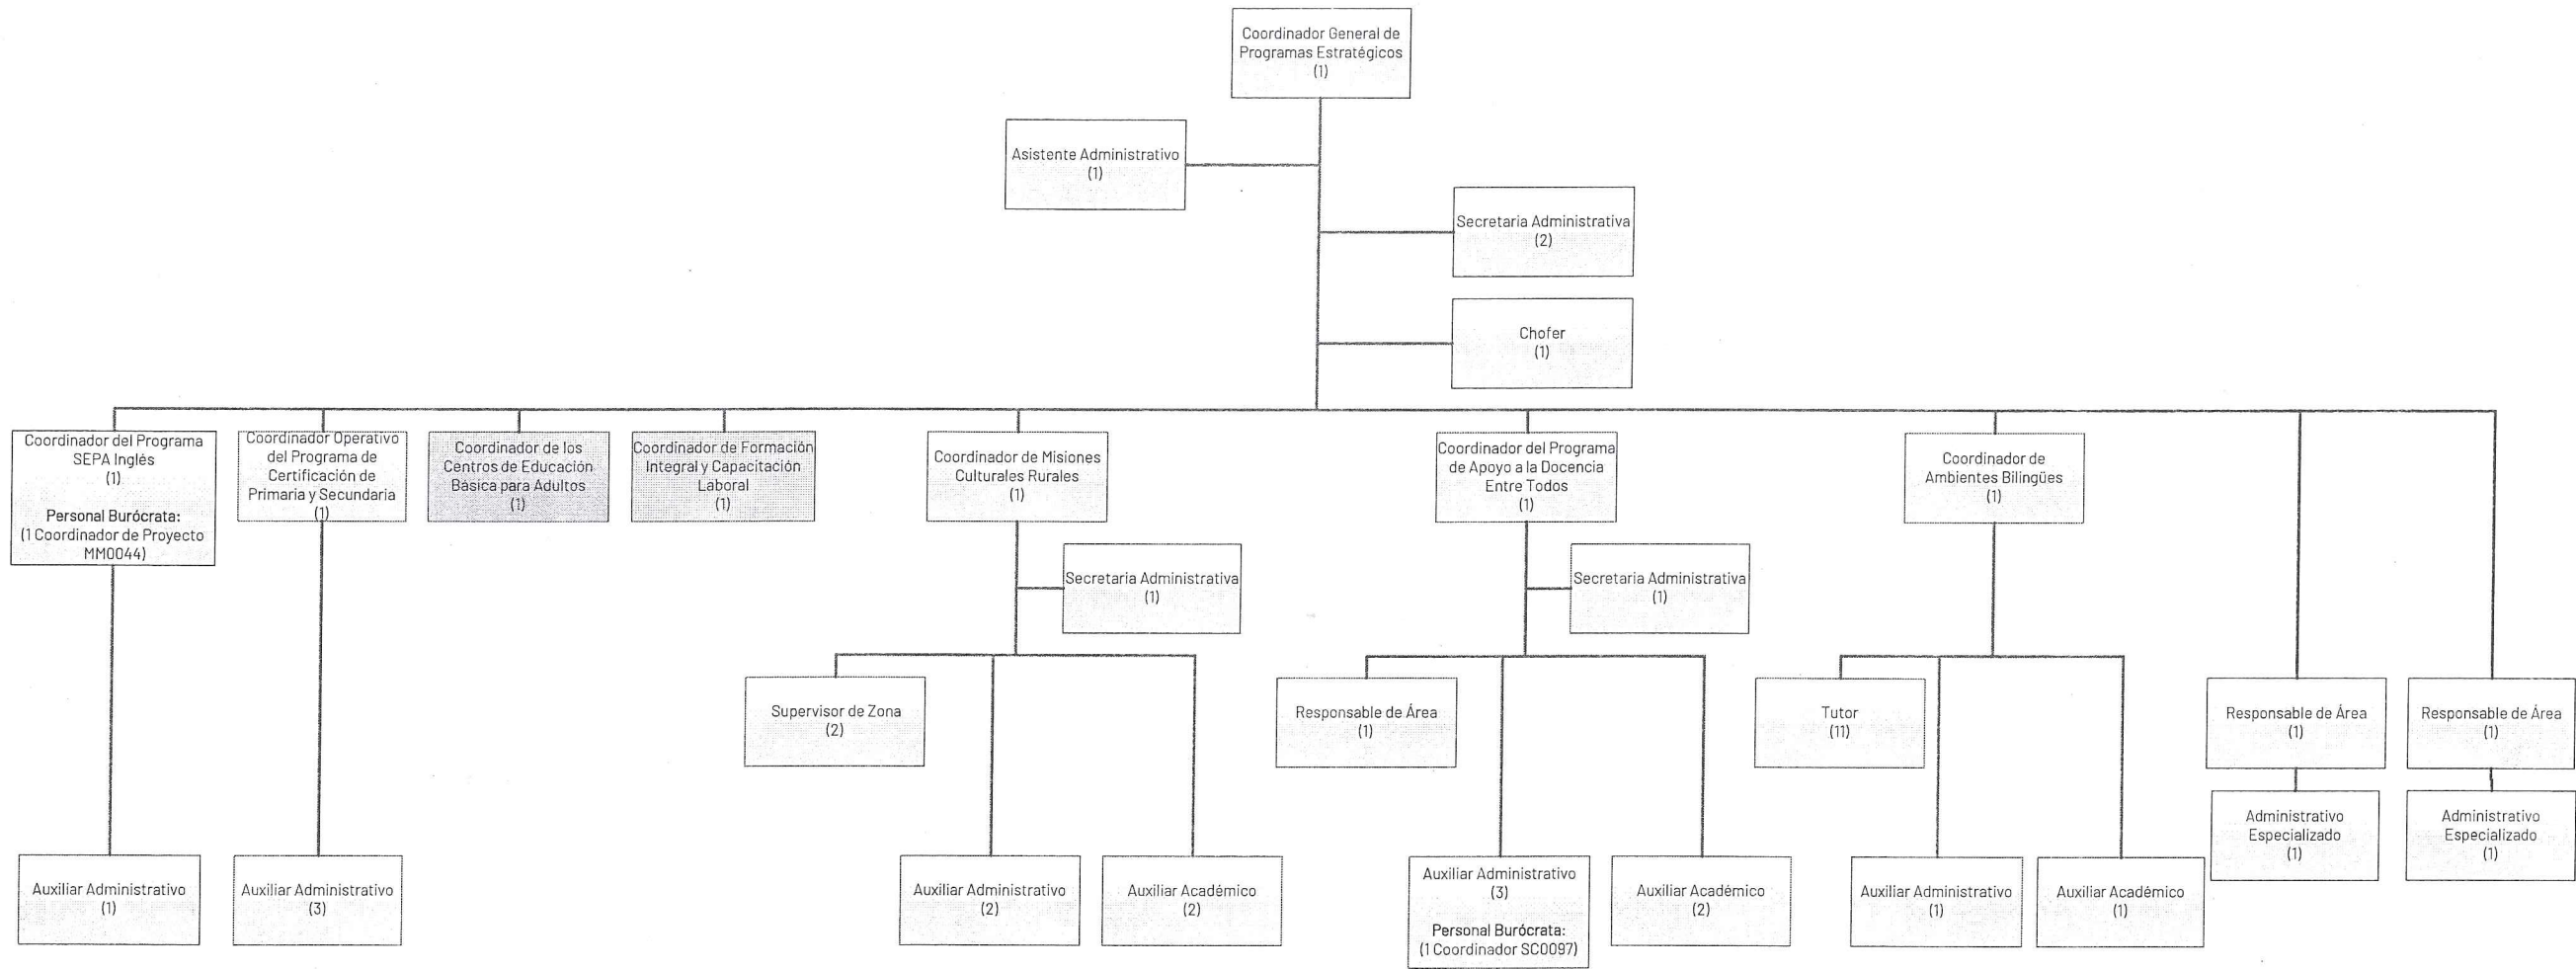 Coordinador General de
Programas Estratégicos
(1)
Asistente Administrativo
(1)
Secretaria Administrativa
(2)
Chofer
(1)
Coordinador del Programa
SEPA Inglés
(1)
Personal Burócrata:
(1 Coordinador de Proyecto
MM0044)
Coordinador Operativo
del Programa de
Certificación de
Primaria y Secundaria
(1)
Coordinador de los
Centros de Educación
Básica para Adultos
(1)
Coordinador de Formación
Integral y Capacitación
Laboral
(1)
Coordinador de Misiones
Culturales Rurales
(1)
Coordinador del Programa
de Apoyo a la Docencia
Entre Todos
(1)
Coordinador de
Ambientes Bilingües
(1)
Secretaria Administrativa
(1)
Secretaria Administrativa
(1)
Supervisor de Zona
(2)
Responsable de Área
(1)
Tutor
(11)
Responsable de Área
(1)
Responsable de Área
(1)
Administrativo
Especializado
(1)
Administrativo
Especializado
(1)
Auxiliar Administrativo
(1)
Auxiliar Administrativo
(3)
Auxiliar Administrativo
(2)
Auxiliar Académico
(2)
Auxiliar Administrativo
(3)
Personal Burócrata:
(1 Coordinador SC0097)
Auxiliar Académico
(2)
Auxiliar Administrativo
(1)
Auxiliar Académico
(1)